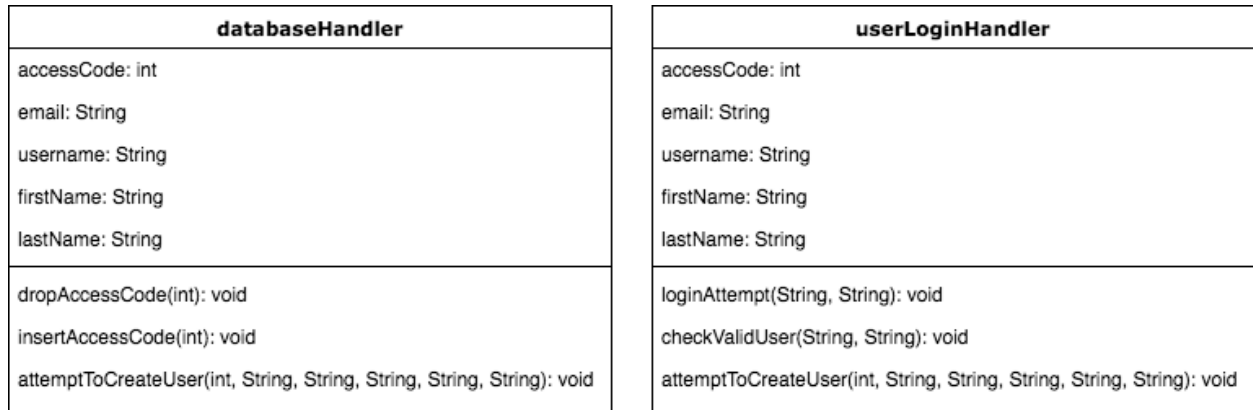 databaseHandler
accessCode: int
email: String
username: String
firstName: String
lastName: String
dropAccessCode(int): void
insertAccessCode(int): void
attemptToCreateUser(int, String, String, String, String, String): void
userLoginHandler
accessCode: int
email: String
username: String
firstName: String
lastName: String
loginAttempt(String, String): void
checkValidUser(String, String): void
attemptToCreateUser(int, String, String, String, String, String): void